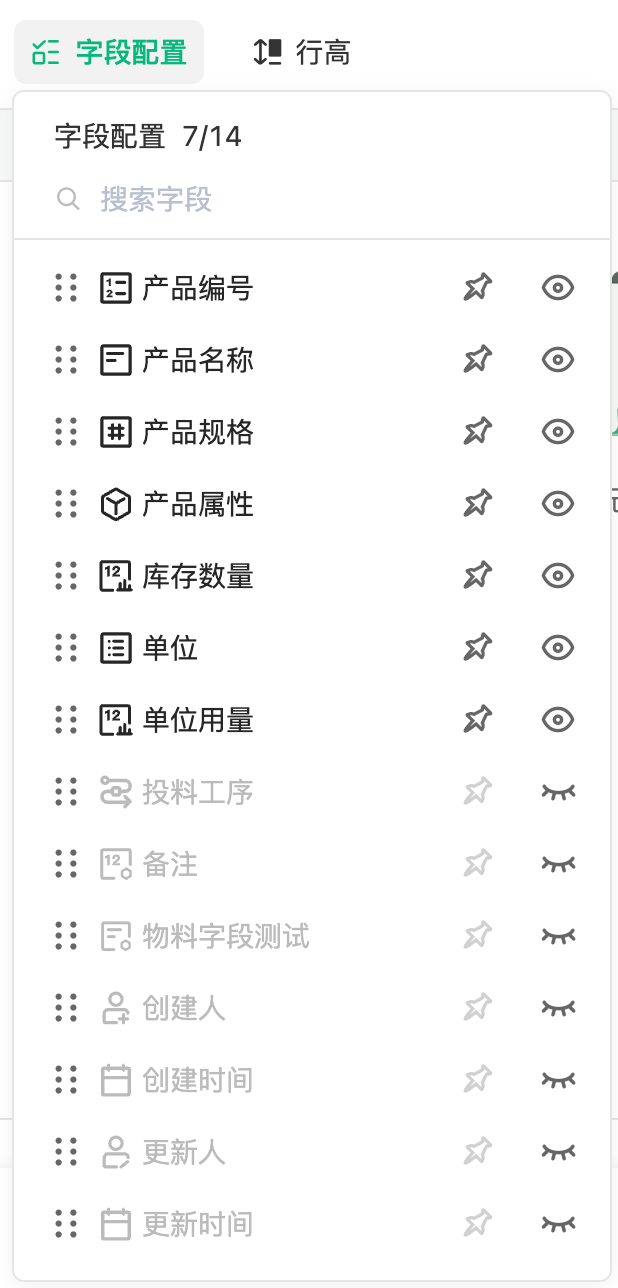 字段配置 行高
字段配置 7/14
搜索字段
产品编号
产品名称
产品规格
产品属性
库存数量
单位
单位用量
投料工序
备注
物料字段测试
创建人
创建时间
更新人
更新时间